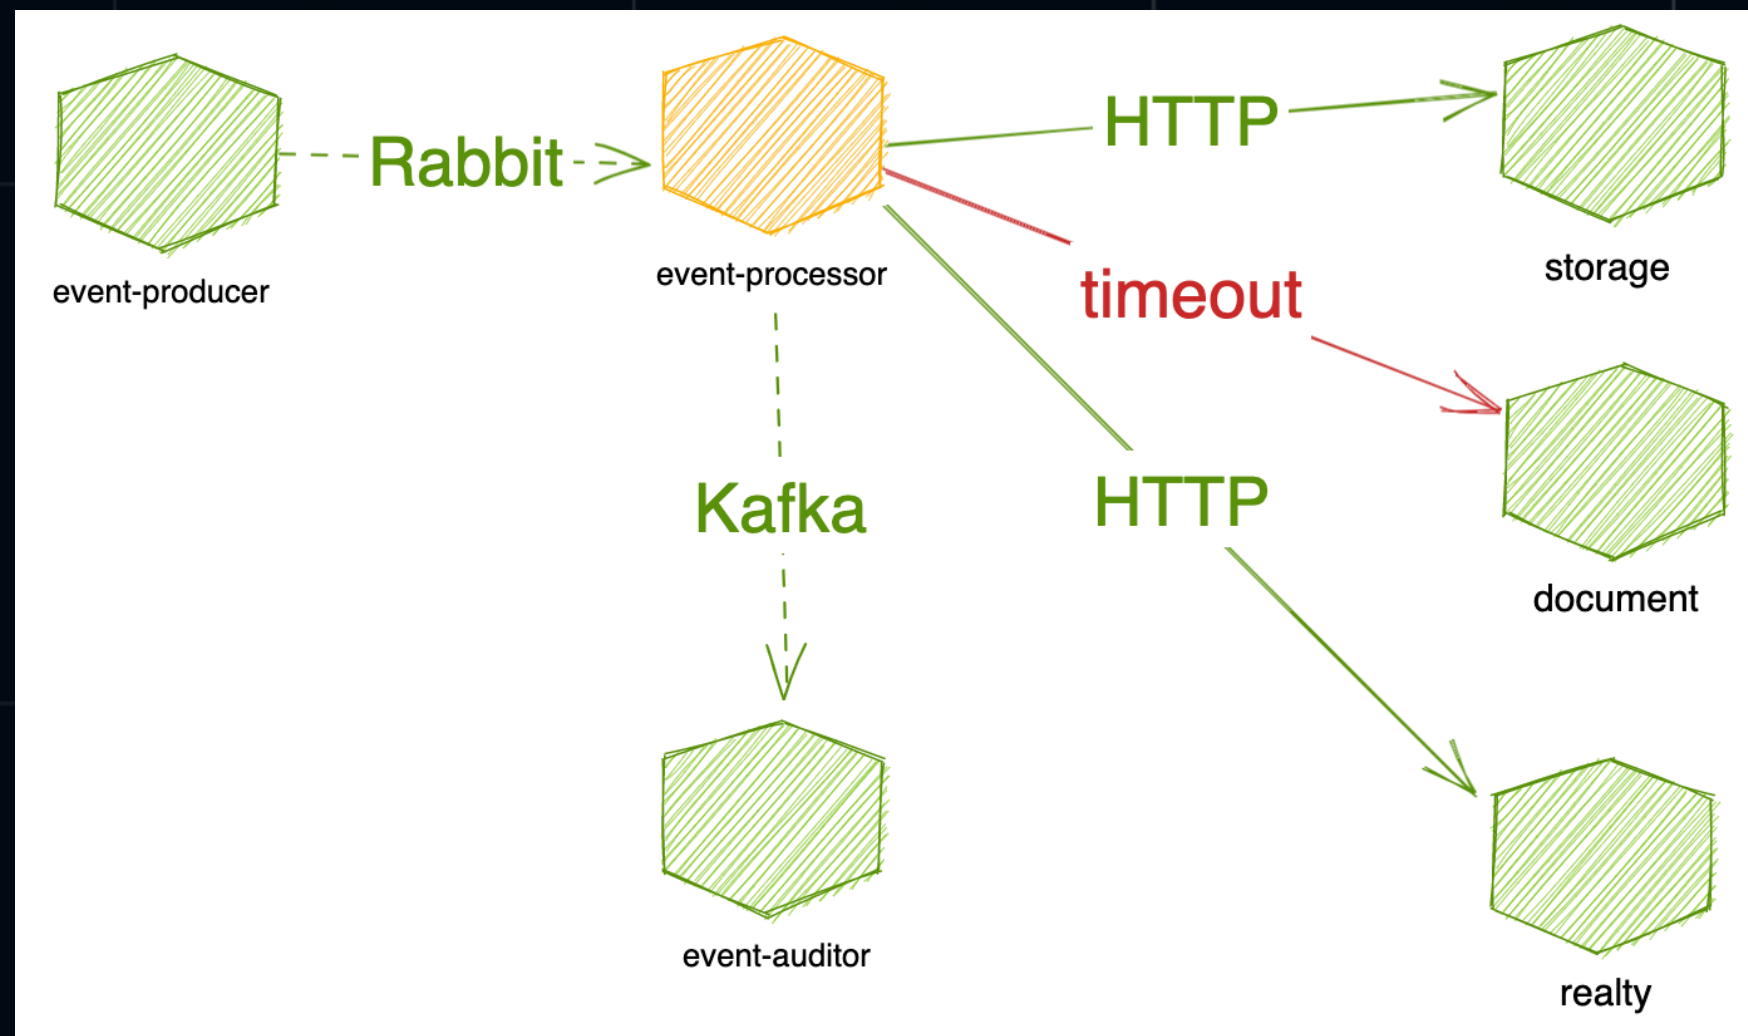 HTTP
Rabbit
storage
event-producer
event-processor
timeout
Kafka
HTTP
document
event-auditor
realty